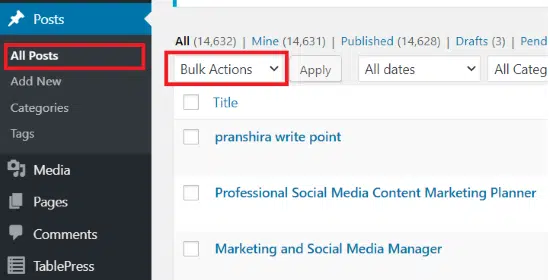 Posts
All Posts
Add New
Categories
Tags
Media
Pages
Comments
TablePress
All (14,632) | Mine (14,631) | Published (14,628) | Drafts (3) | Pend
Bulk Actions Apply All dates All Categ
Title
pranshira write point
Professional Social Media Content Marketing Planner
Marketing and Social Media Manager